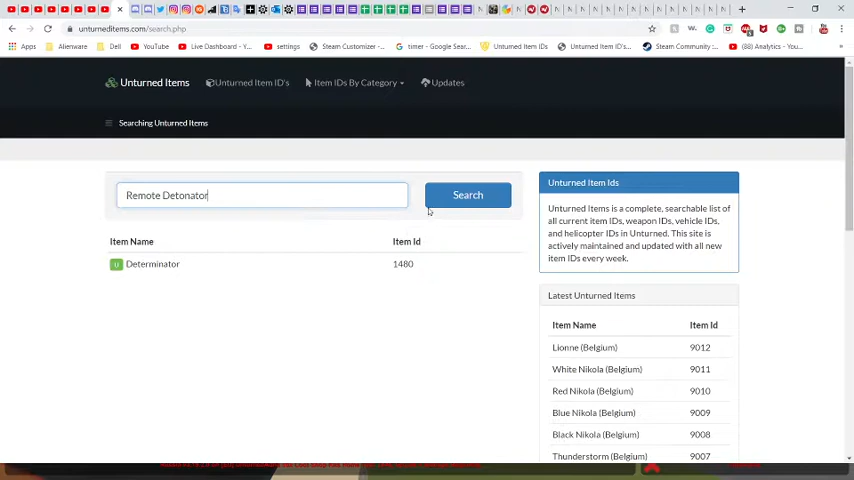 unturneditems.com/search.php
Apps
Alienware
YouTube
Live Dashboard - Y...
settings
Steam Customizer -...
timer - Google Sear...
Unturned Item IDs
Unturned Item ID's...
Steam Community :...
(88) Analytics - You...
Unturned Items
Unturned Item ID's
Item IDs By Category
Updates
Searching Unturned Items
Remote Detonator
Search
Item Name Item Id
U Determinator 1480
Unturned Item Ids
Unturned Items is a complete, searchable list
of all current item IDs, weapon IDs, vehicle IDs,
and helicopter IDs in Unturned. This site is
actively maintained and updated with all new
item IDs every week.
Latest Unturned Items
Item Name Item Id
Lionne (Belgium) 9012
White Nikola (Belgium) 9011
Red Nikola (Belgium) 9010
Blue Nikola (Belgium) 9009
Black Nikola (Belgium) 9008
Thunderstorm (Belgium) 9007